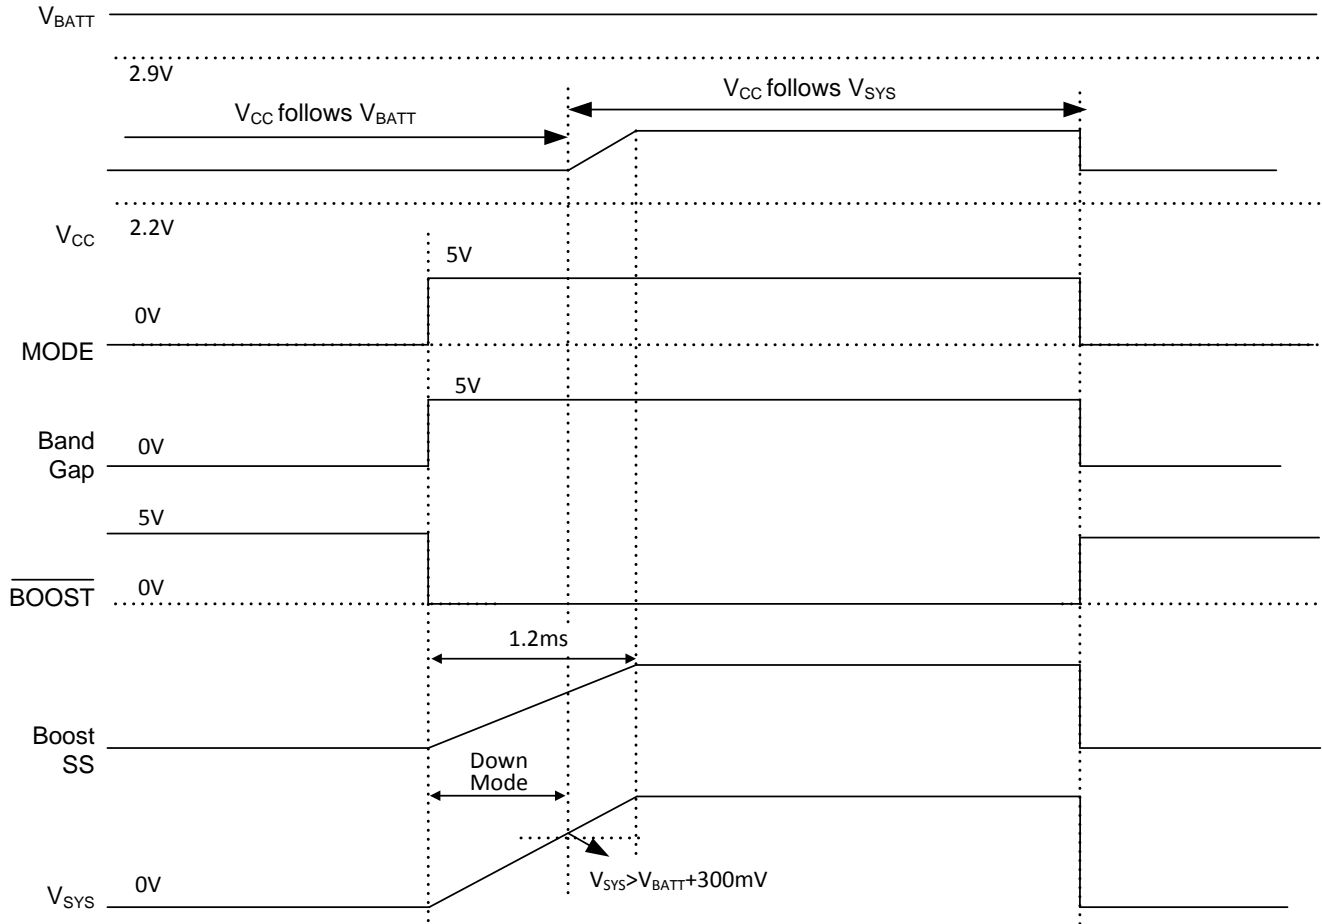 VBATT
2.9V
VCC follows VBATT
VCC follows VSYS
VCC
2.2V
5V
0V
MODE
5V
Band
Gap
0V
5V
BOOST
0V
1.2ms
Boost
SS
Down
Mode
VSYS>VBATT+300mV
VSYS
0V